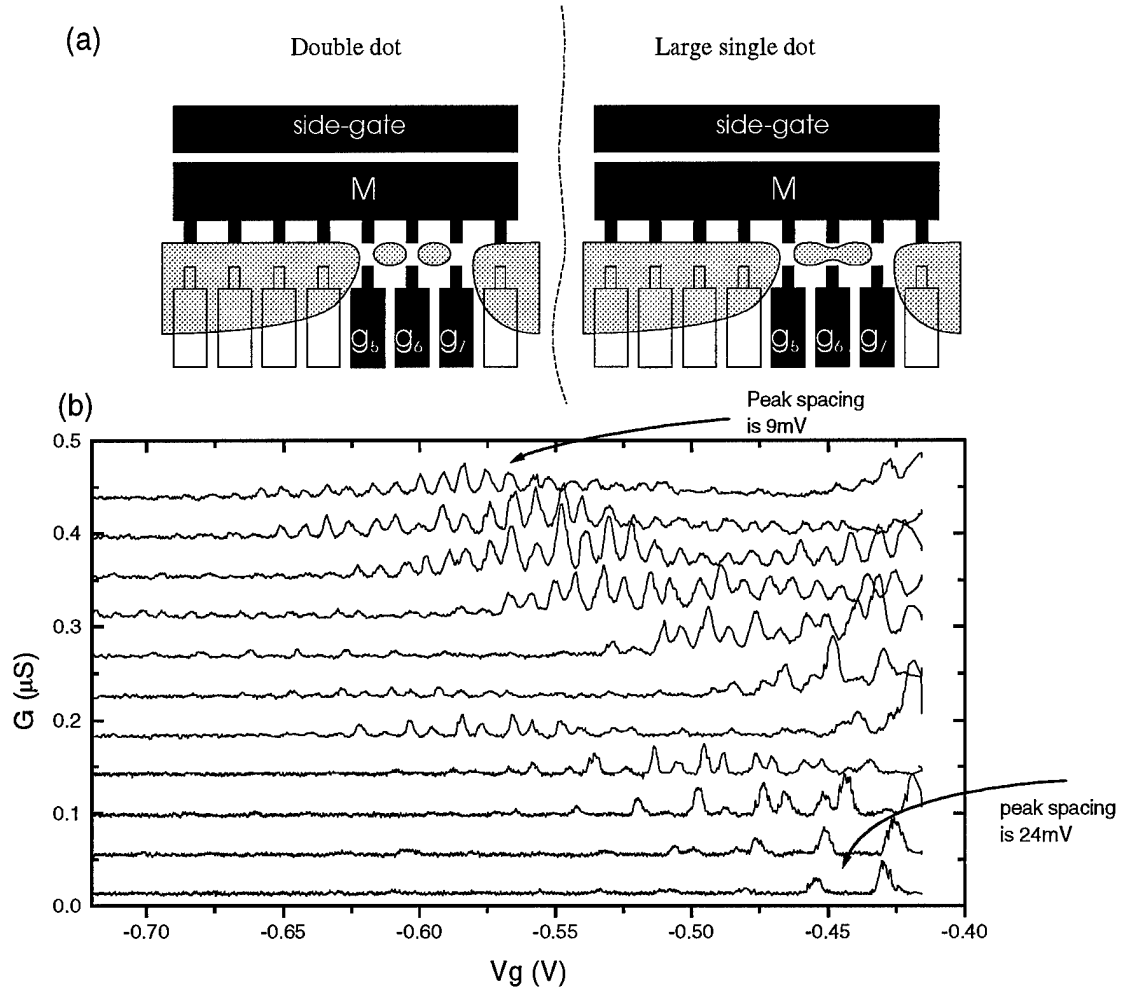 (a)
Double dot
Large single dot
side-gate
side-gate
M
M
g5 g6 g7
g5 g6 g7
(b)
Peak spacing
is 9mV
0.5
0.4
0.3
0.2
0.1
0.0
G (μS)
peak spacing
is 24mV
-0.70 -0.65 -0.60 -0.55 -0.50 -0.45 -0.40
Vg (V)